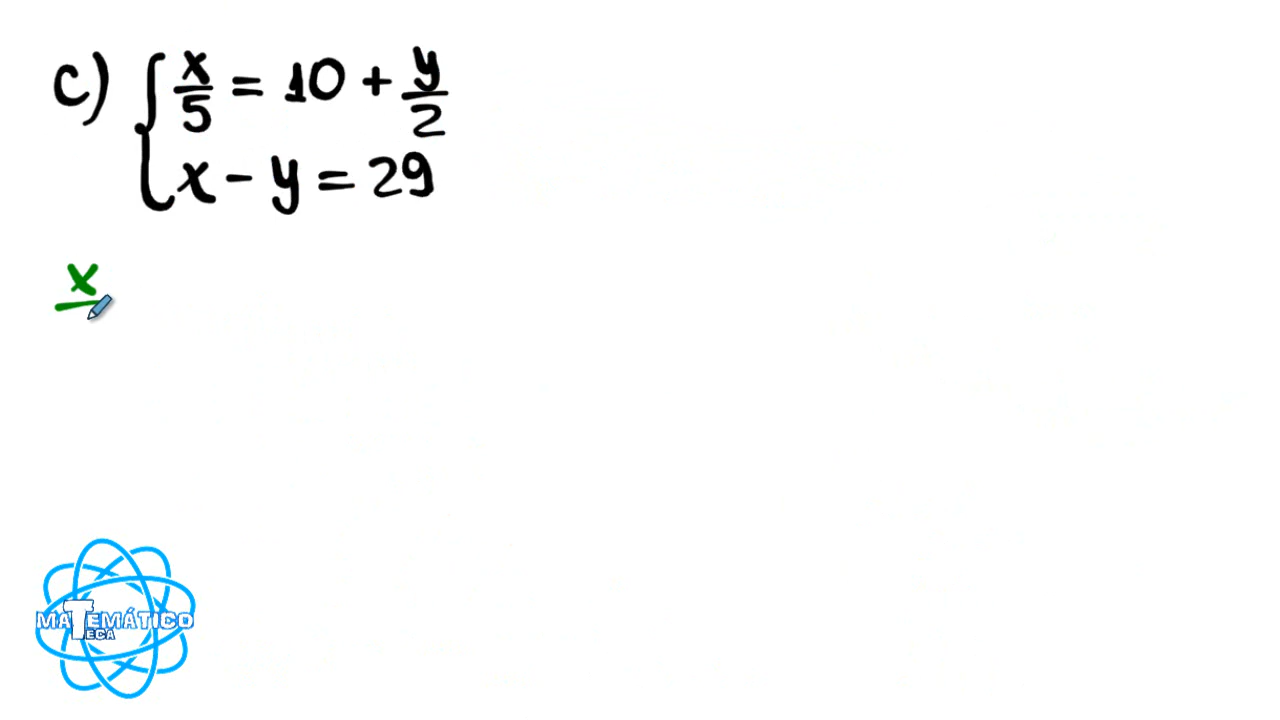 c) { x/5 = 10 + y/2
x - y = 29
x
MATEMÁTICO
TECA